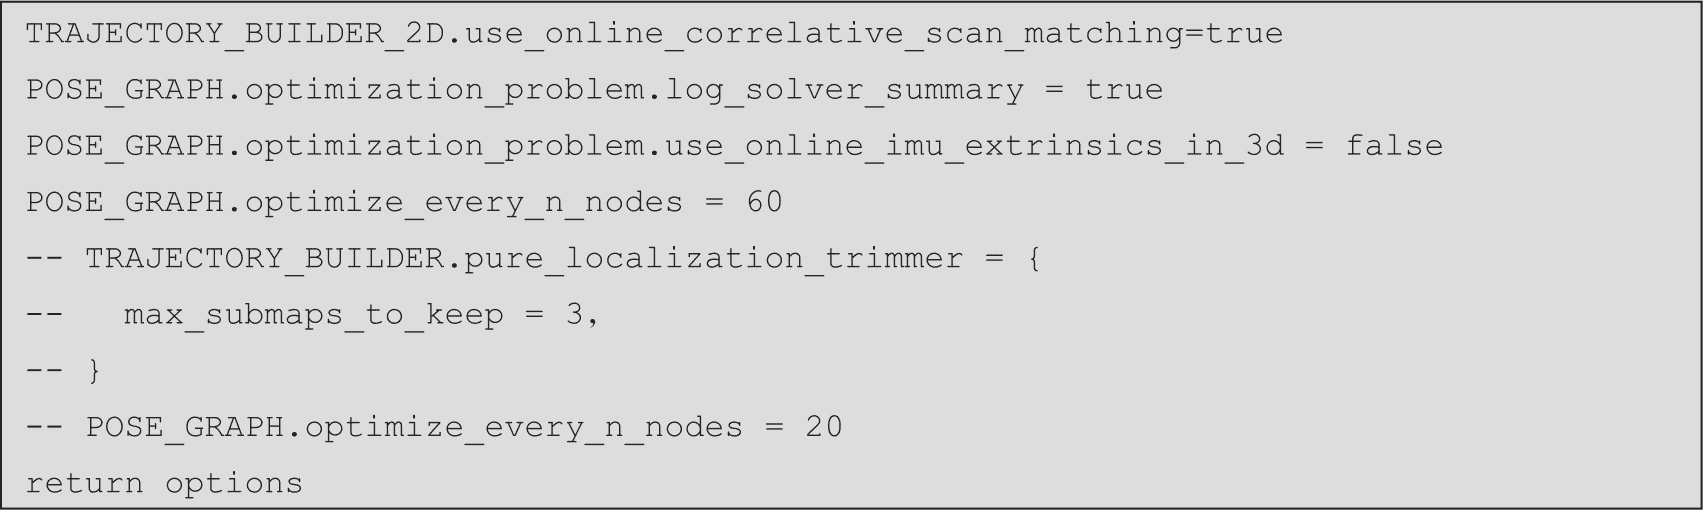 TRAJECTORY_BUILDER_2D.use_online_correlative_scan_matching=true
POSE_GRAPH.optimization_problem.log_solver_summary = true
POSE_GRAPH.optimization_problem.use_online_imu_extrinsics_in_3d = false
POSE_GRAPH.optimize_every_n_nodes = 60
-- TRAJECTORY_BUILDER.pure_localization_trimmer = {
--   max_submaps_to_keep = 3,
-- }
-- POSE_GRAPH.optimize_every_n_nodes = 20
return options